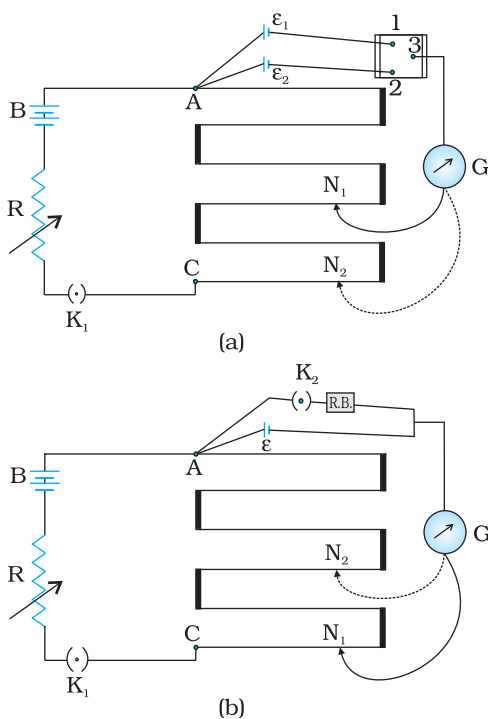 ε₁
1
3
ε₂
2
A
B
G
R
N₁
C
N₂
K₁
(a)
K₂
R.B.
ε
A
B
G
R
N₂
C
N₁
K₁
(b)